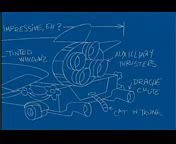 IMPRESSIVE, EH?
TINTED
WINDOWS
AUXILIARY
THRUSTERS
DRAGUE
CHUTE
CAT IN TRUNK